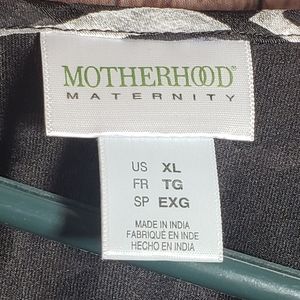 MOTHERHOOD®
MATERNITY
US XL
FR TG
SP EXG
MADE IN INDIA
FABRIQUÉ EN INDE
HECHO EN INDIA